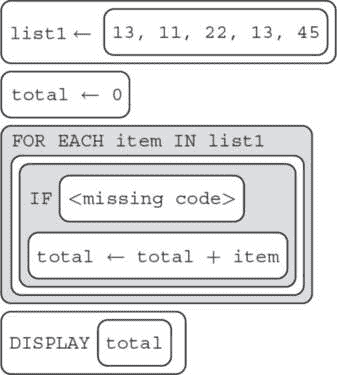 list1 ← 13, 11, 22, 13, 45
total ← 0
FOR EACH item IN list1
IF <missing code>
total ← total + item
DISPLAY total